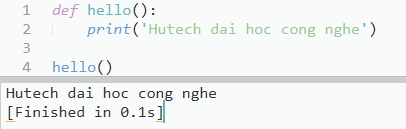 1 def hello():
2     print('Hutech dai hoc cong nghe')
3
4 hello()
Hutech dai hoc cong nghe
[Finished in 0.1s]